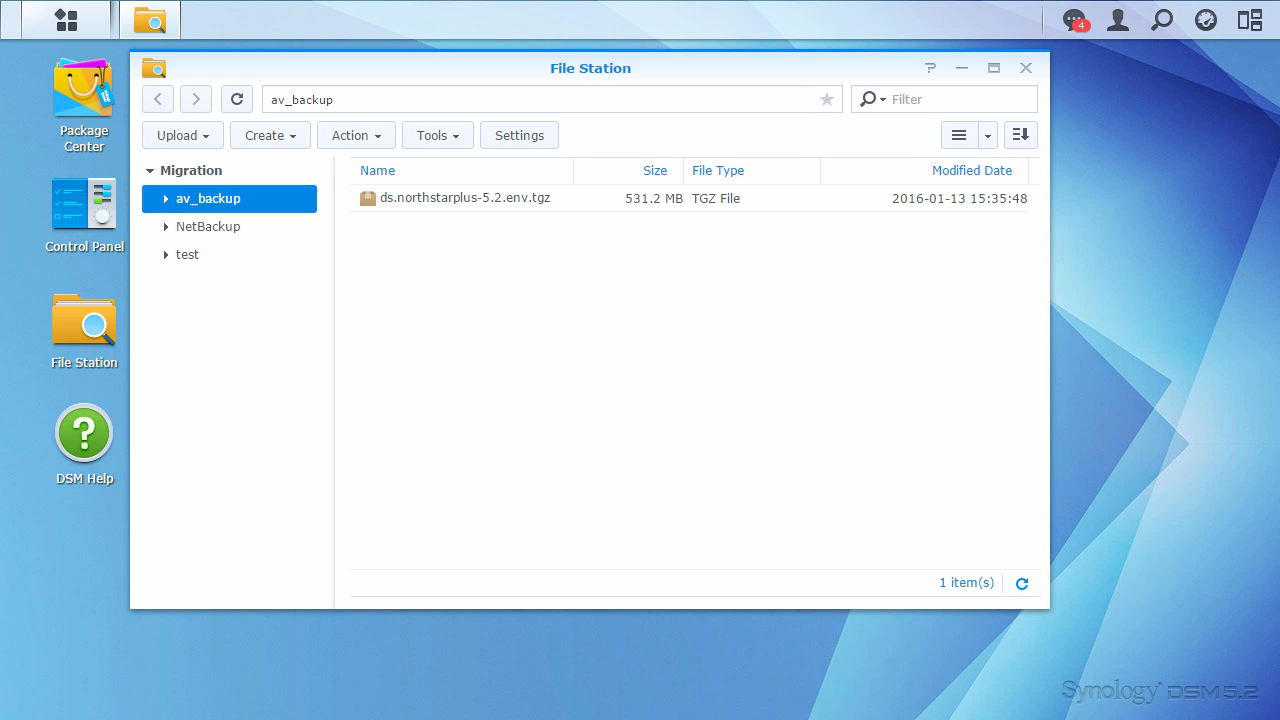 4
File Station
av_backup
Filter
Upload Create Action Tools Settings
Migration
av_backup
NetBackup
test
Name Size File Type Modified Date
ds.northstarplus-5.2.env.tgz 531.2 MB TGZ File 2016-01-13 15:35:48
1 item(s)
Package
Center
Control Panel
File Station
DSM Help
Synology DSM 5.2